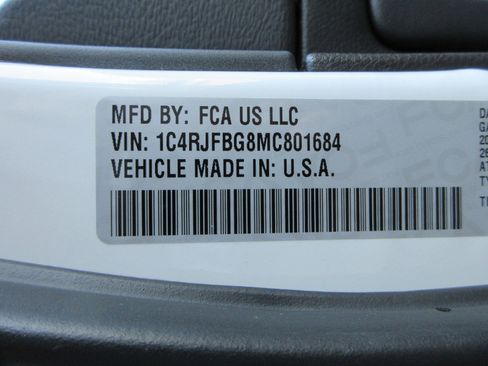 MFD BY: FCA US LLC
VIN: 1C4RJFBG8MC801684
VEHICLE MADE IN: U.S.A.